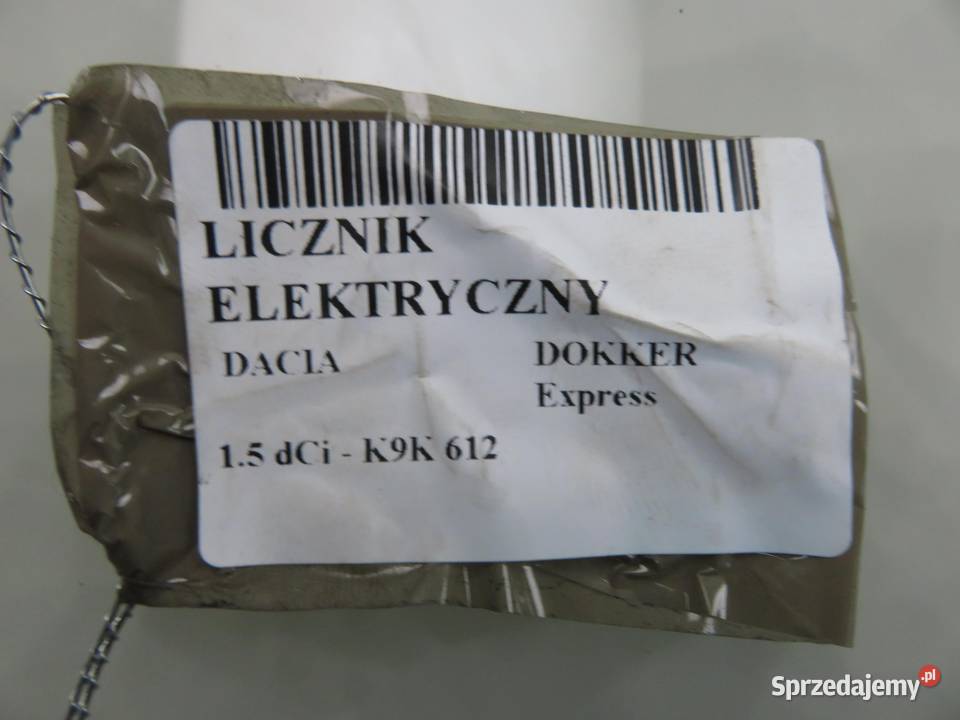 LICZNIK
ELEKTRYCZNY
DACIA DOKKER
Express
1.5 dCi - K9K 612
Sprzedajemy.pl